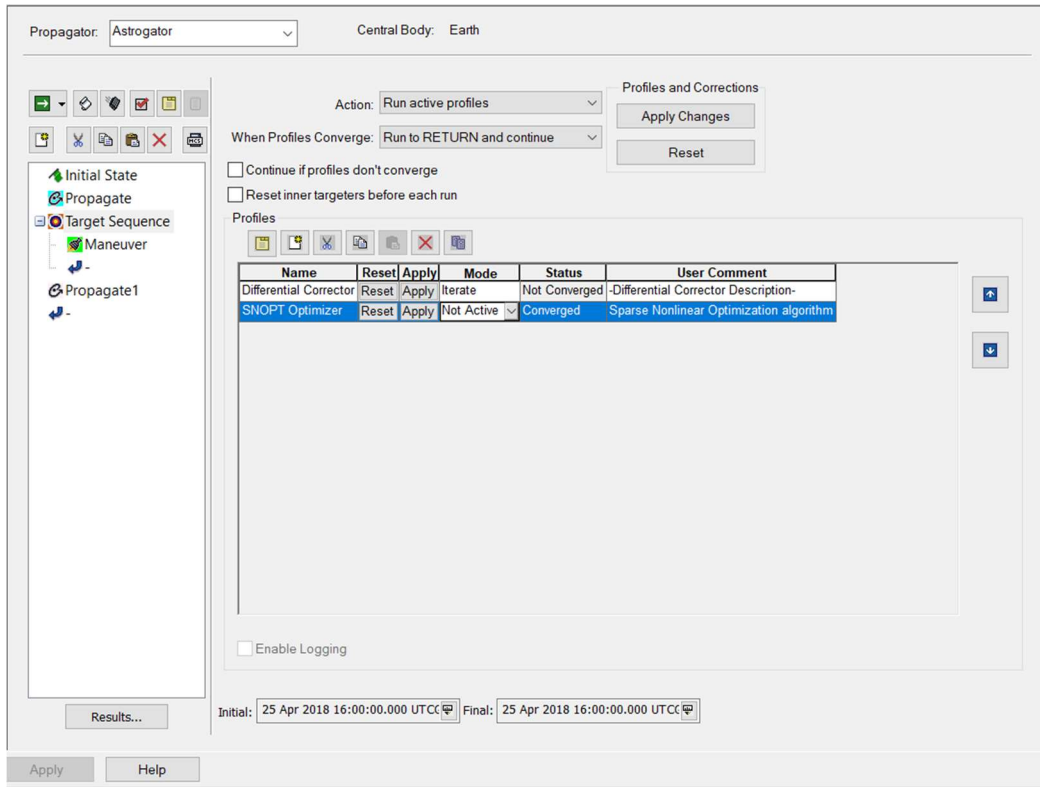 Propagator: Astrogator Central Body: Earth
Profiles and Corrections
Action: Run active profiles
Apply Changes
When Profiles Converge: Run to RETURN and continue
Reset
Continue if profiles don't converge
Reset inner targeters before each run
Initial State
Propagate
Target Sequence
Maneuver
-
Propagate1
-
Profiles
Name Reset Apply Mode Status User Comment
Differential Corrector Reset Apply Iterate Not Converged -Differential Corrector Description-
SNOPT Optimizer Reset Apply Not Active Converged Sparse Nonlinear Optimization algorithm
Enable Logging
Results...
Initial: 25 Apr 2018 16:00:00.000 UTC Final: 25 Apr 2018 16:00:00.000 UTC
Apply Help